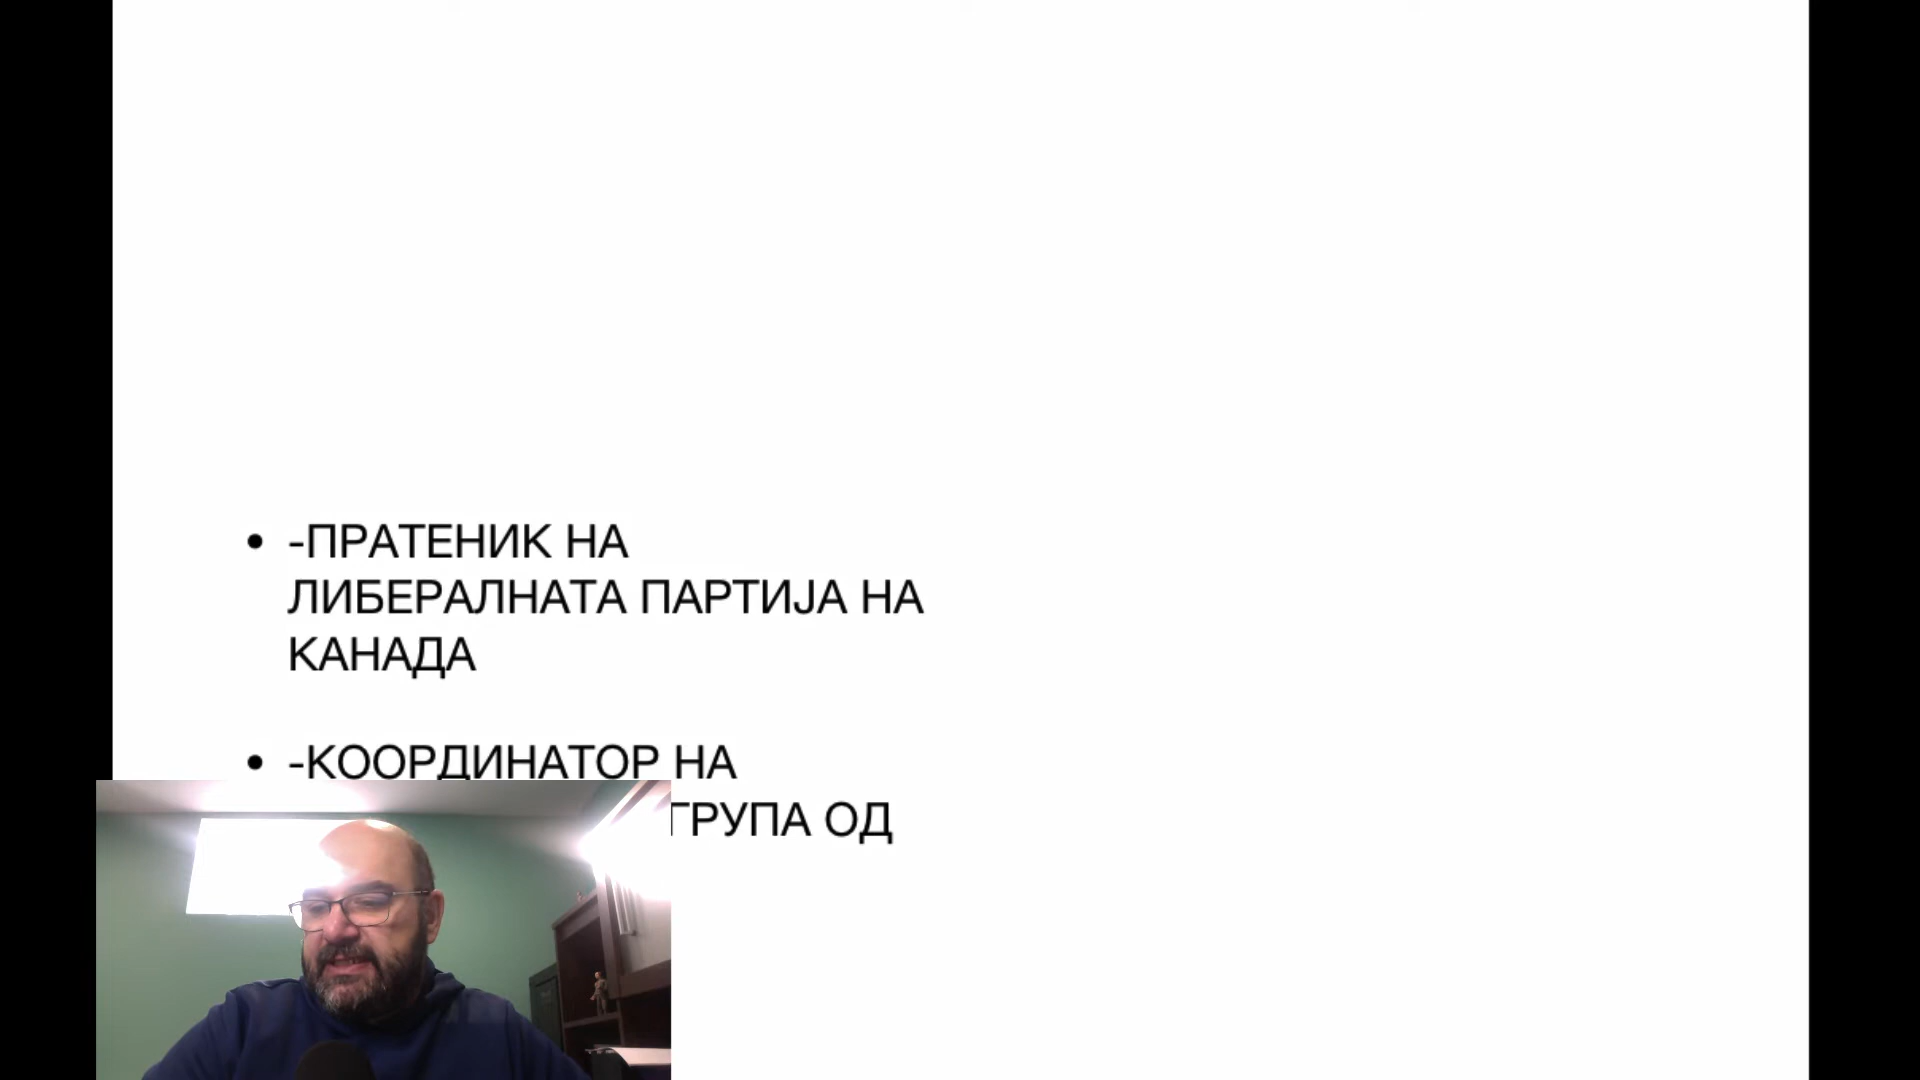 • -ПРАТЕНИК НА
ЛИБЕРАЛНАТА ПАРТИЈА НА
КАНАДА
• -КООРДИНАТОР НА
ГРУПА ОД